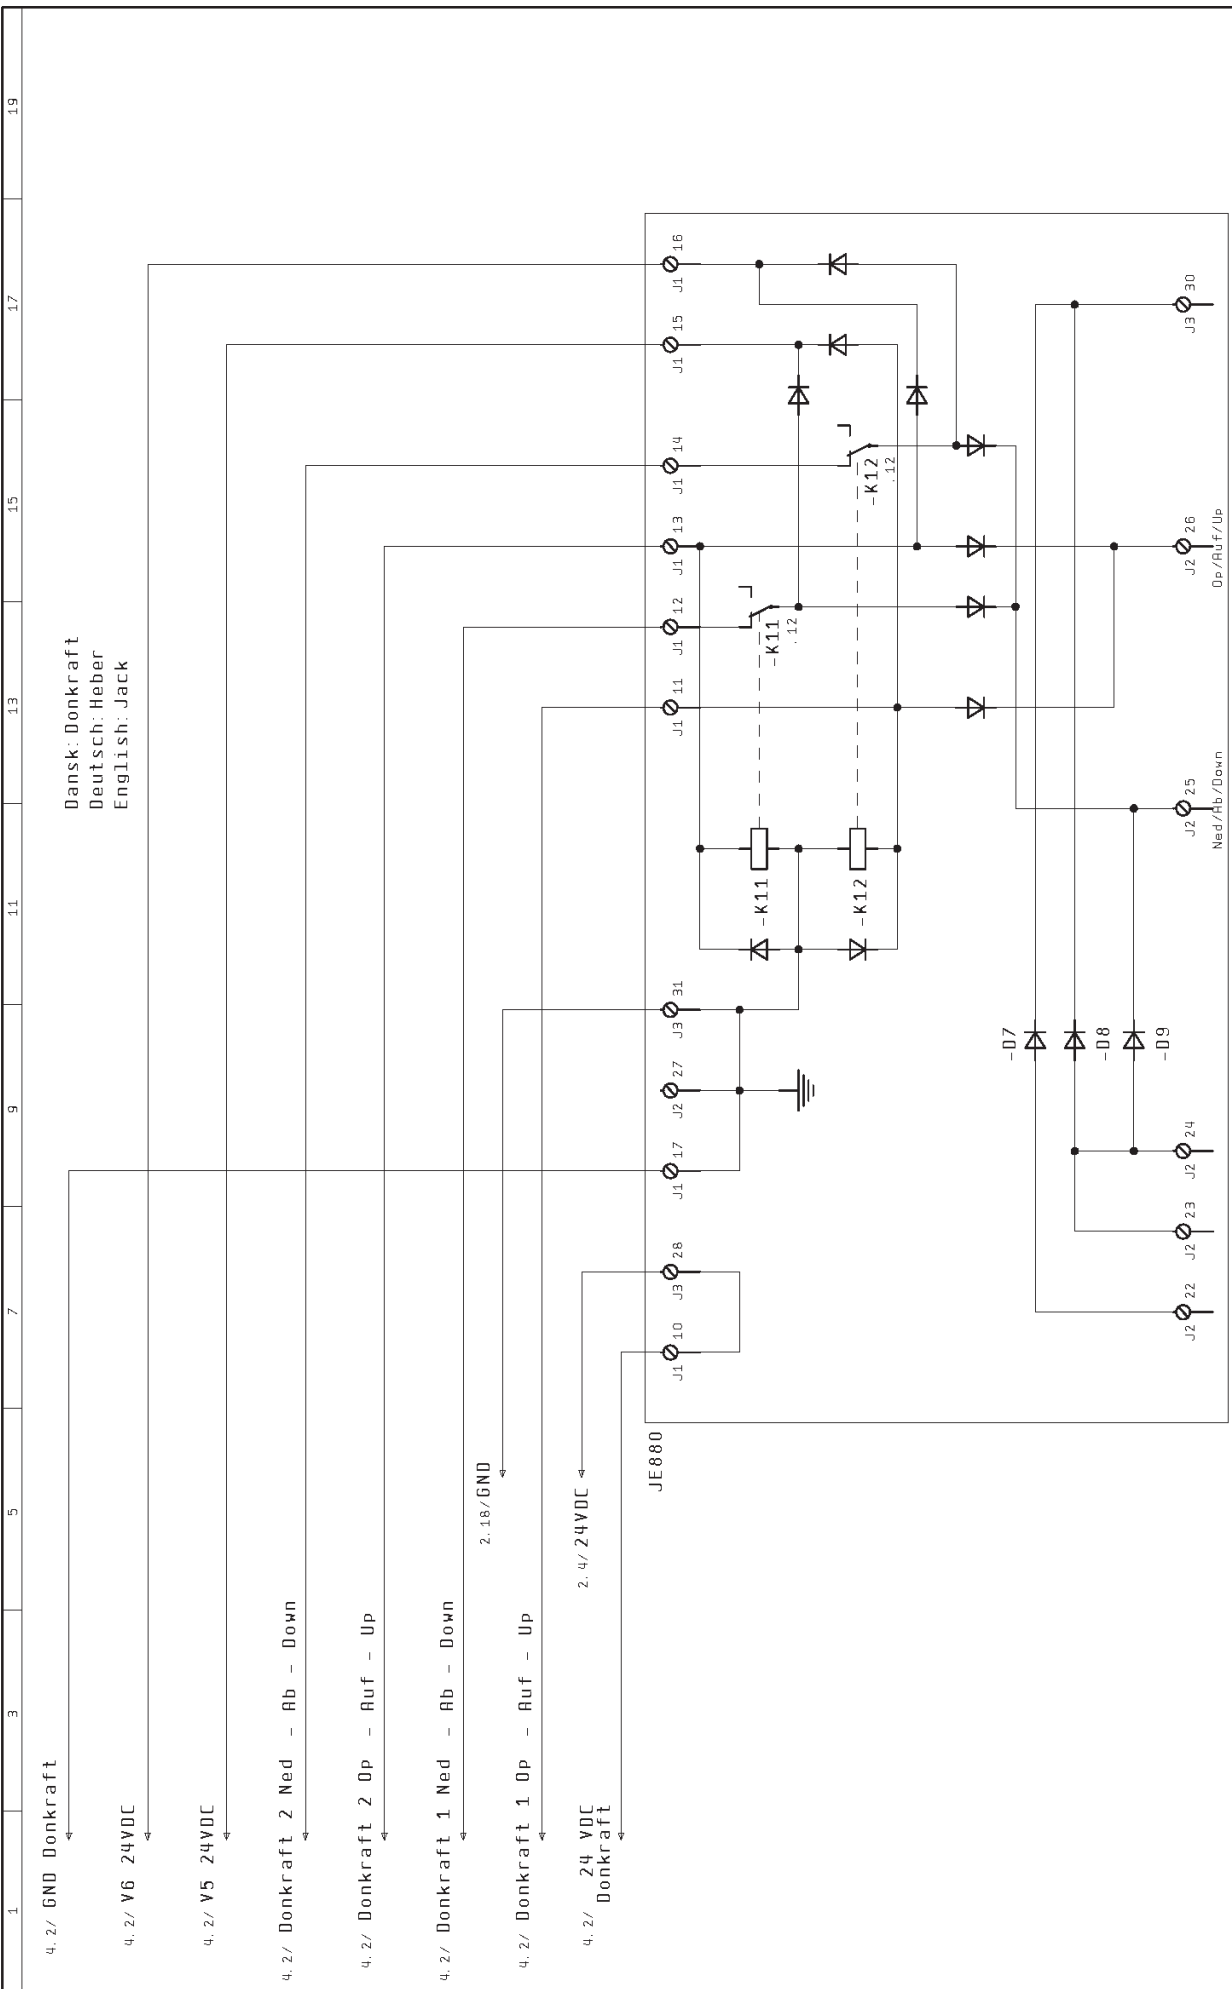 1
3
5
7
9
11
13
15
17
19
4.2/ GND Donkraft
4.2/ V6 24VDC
4.2/ V5 24VDC
4.2/ Donkraft 2 Ned - Ab - Down
4.2/ Donkraft 2 Op - Auf - Up
4.2/ Donkraft 1 Ned - Ab - Down
4.2/ Donkraft 1 Op - Auf - Up
4.2/ 24 VDC
Donkraft
2.18/GND
2.4/24VDC
Dansk: Donkraft
Deutsch: Heber
English: Jack
JE880
J1 10
J3 28
J1 17
J2 27
J3 31
J1 11
J1 12
J1 13
J1 14
J1 15
J1 16
-K11
-K12
-K11
.12
-K12
.12
-D7
-D8
-D9
J2 22
J2 23
J2 24
J2 25
Ned/Ab/Down
J2 26
Op/Auf/Up
J3 30